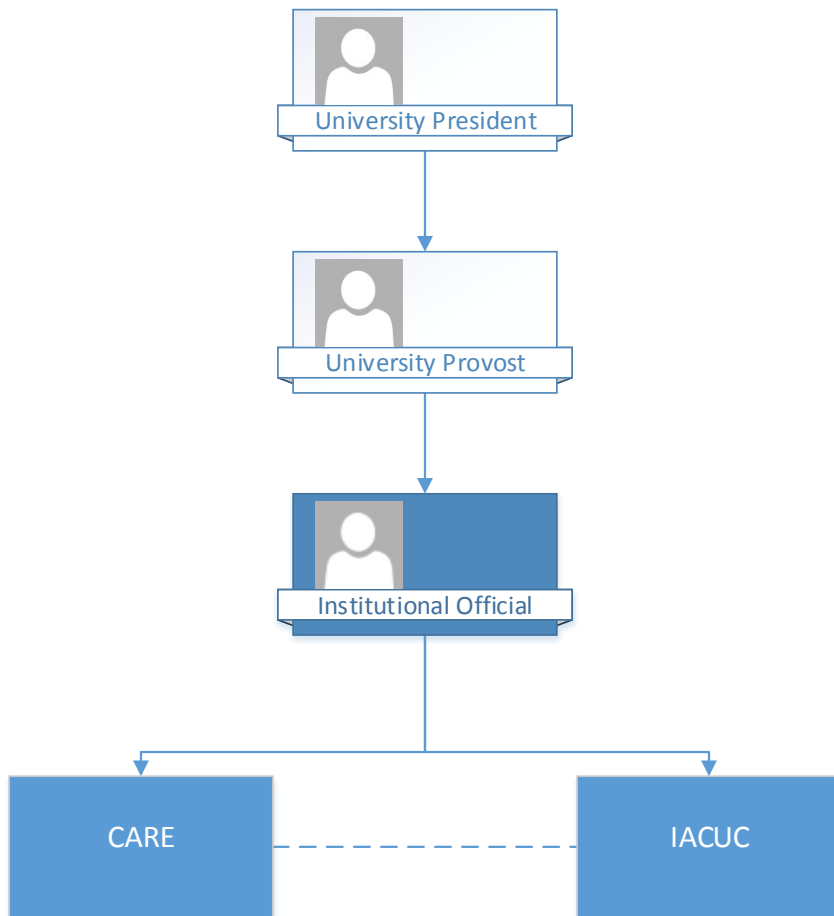 University President
University Provost
Institutional Official
CARE
IACUC